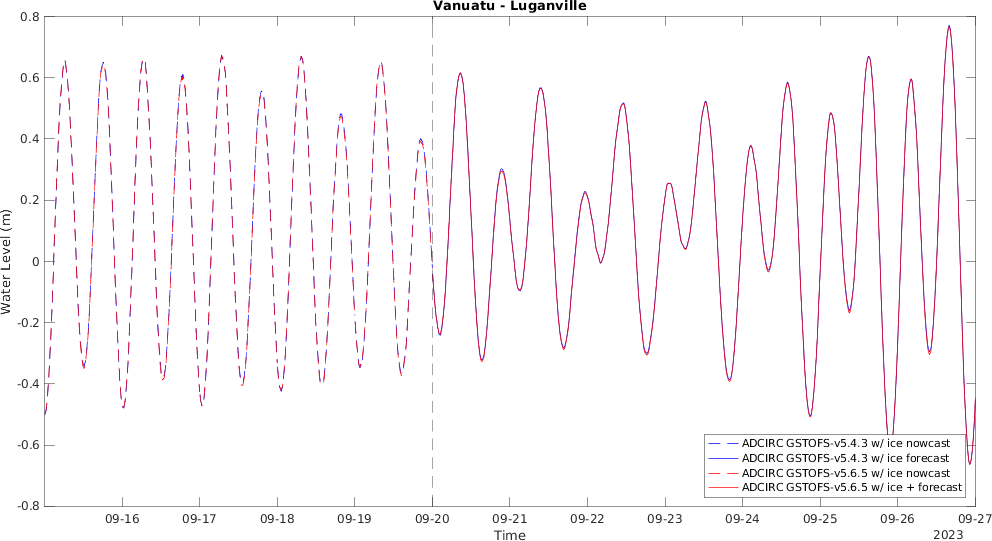 Vanuatu - Luganville
0.8
0.6
0.4
0.2
0
-0.2
-0.4
-0.6
-0.8
Water Level (m)
ADCIRC GSTOFS-v5.4.3 w/ ice nowcast
ADCIRC GSTOFS-v5.4.3 w/ ice forecast
ADCIRC GSTOFS-v5.6.5 w/ ice nowcast
ADCIRC GSTOFS-v5.6.5 w/ ice + forecast
09-16 09-17 09-18 09-19 09-20 09-21 09-22 09-23 09-24 09-25 09-26 09-27
Time
2023